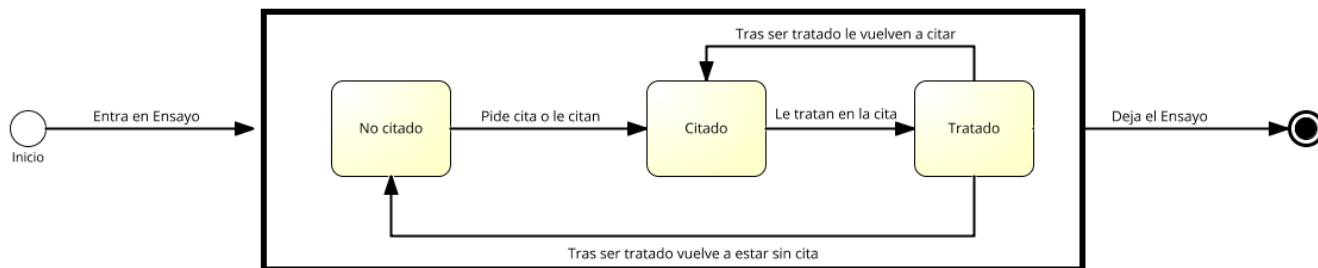 Tras ser tratado le vuelven a citar
Entra en Ensayo
Pide cita o le citan
Le tratan en la cita
Deja el Ensayo
Inicio
No citado
Citado
Tratado
Tras ser tratado vuelve a estar sin cita